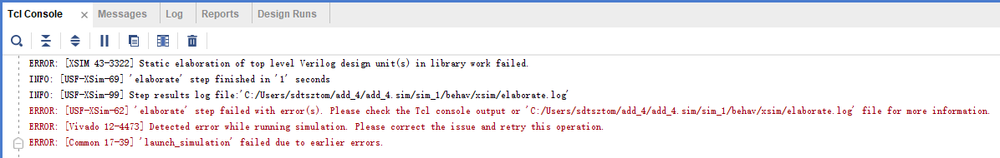 Tcl Console × Messages Log Reports Design Runs
ERROR: [XSIM 43-3322] Static elaboration of top level Verilog design unit(s) in library work failed.
INFO: [USF-XSim-69] 'elaborate' step finished in '1' seconds
INFO: [USF-XSim-99] Step results log file:'C:/Users/sdtsztom/add_4/add_4.sim/sim_1/behav/xsim/elaborate.log'
ERROR: [USF-XSim-62] 'elaborate' step failed with error(s). Please check the Tcl console output or 'C:/Users/sdtsztom/add_4/add_4.sim/sim_1/behav/xsim/elaborate.log' file for more information.
ERROR: [Vivado 12-4473] Detected error while running simulation. Please correct the issue and retry this operation.
ERROR: [Common 17-39] 'launch_simulation' failed due to earlier errors.